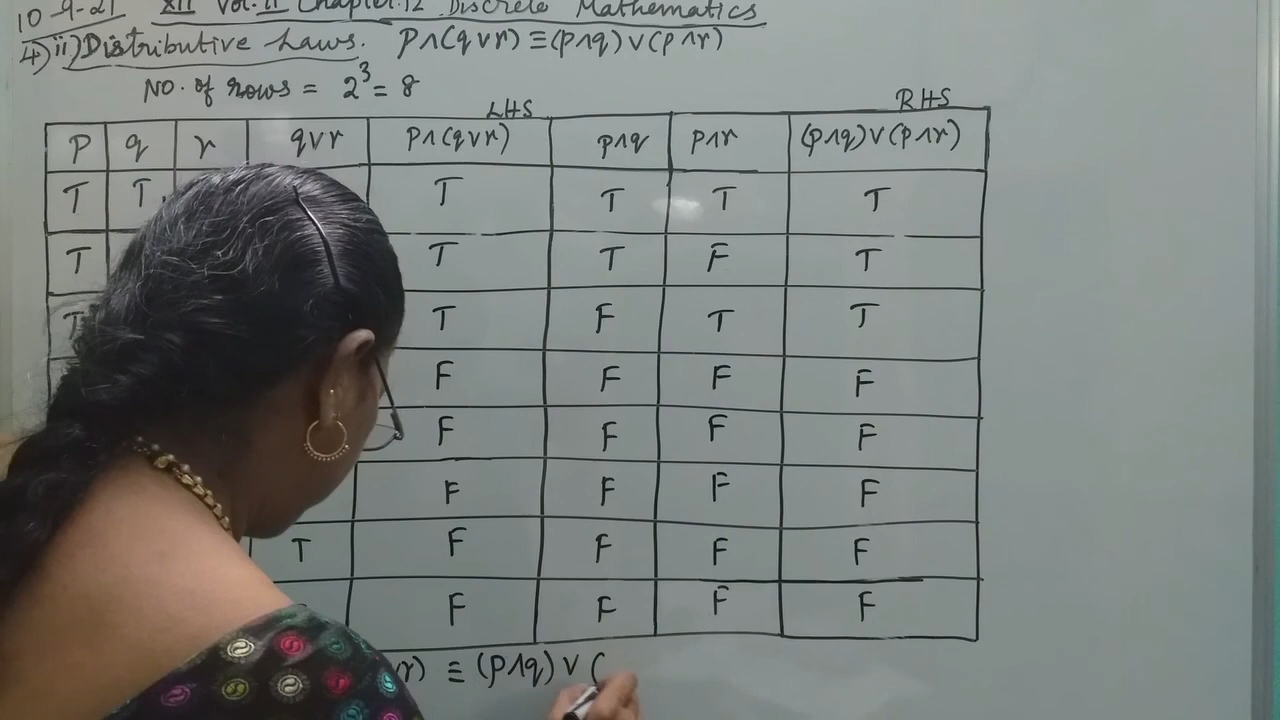 10-9-21 XII Vol.II Chapter.12 Discrete Mathematics
4) ii) Distributive Laws. p∧(q∨r) ≡ (p∧q)∨(p∧r)
No. of rows = 2³ = 8
LHS RHS
p q r q∨r p∧(q∨r) p∧q p∧r (p∧q)∨(p∧r)
T T T T T T
T T T F T
T T F T T
F F F F
F F F F
F F F F
T F F F F
F F F F
r) ≡ (p∧q) ∨ (